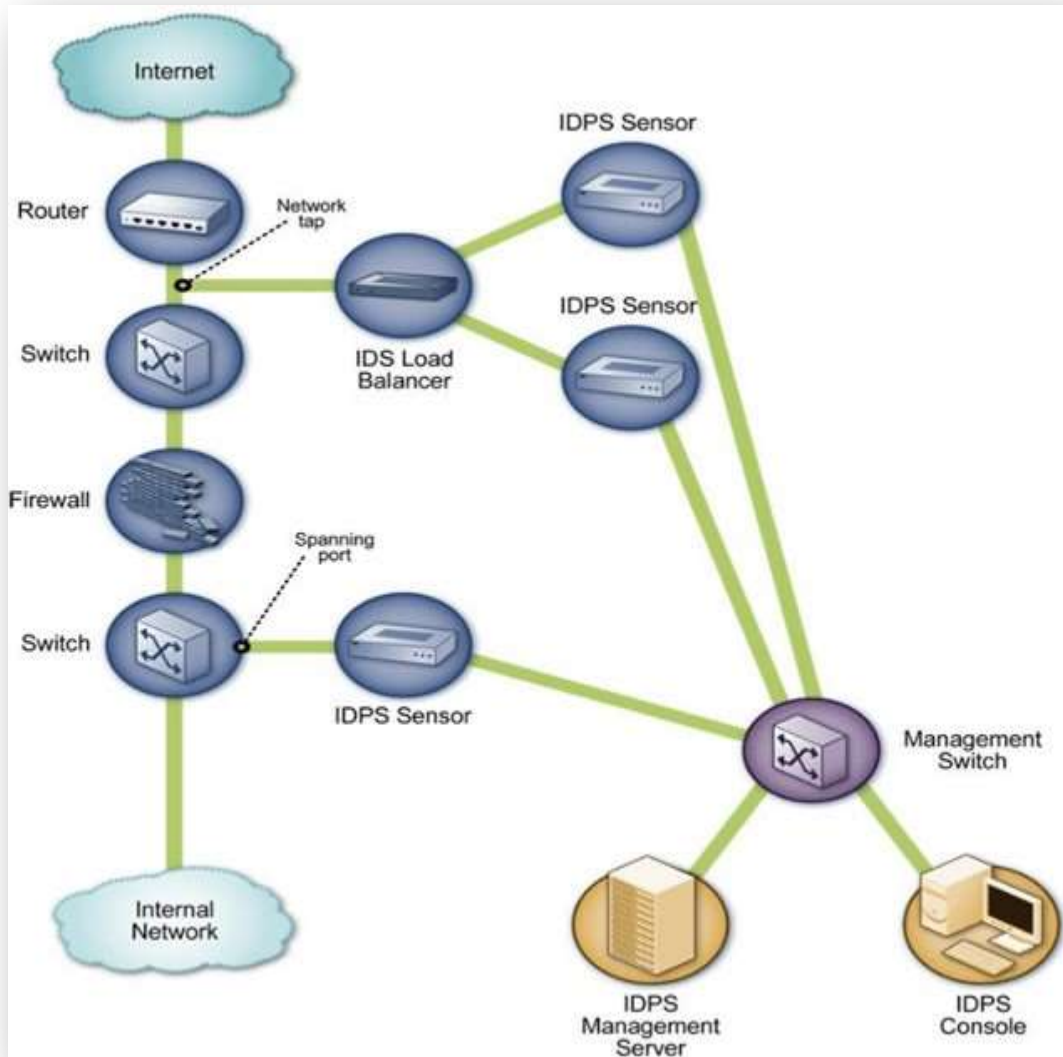 Internet
IDPS Sensor
Router
Network
tap
IDPS Sensor
Switch
IDS Load
Balancer
Firewall
Spanning
port
Switch
IDPS Sensor
Management
Switch
Internal
Network
IDPS
Management
Server
IDPS
Console